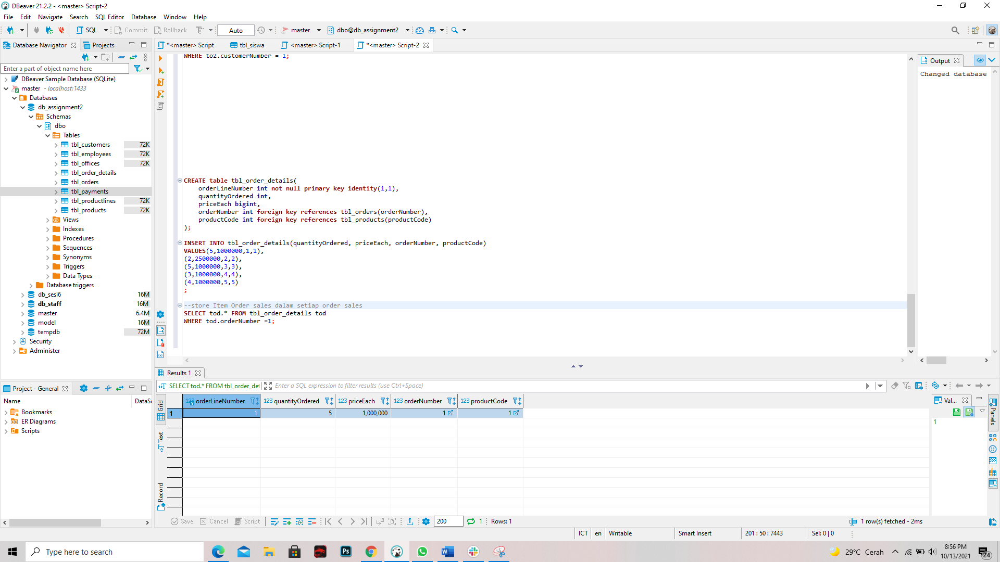 DBeaver 21.2.2 - <master> Script-2
File Edit Navigate Search SQL Editor Database Window Help
SQL Commit Rollback Auto master dbo@db_assignment2
Database Navigator Projects
*<master> Script tbl_siswa <master> Script-1 *<master> Script-2
Enter a part of object name here
DBeaver Sample Database (SQLite)
master - localhost:1433
Databases
db_assignment2
Schemas
dbo
Tables
tbl_customers 72K
tbl_employees 72K
tbl_offices 72K
tbl_order_details
tbl_orders
tbl_payments
tbl_productlines 72K
tbl_products 72K
Views
Indexes
Procedures
Sequences
Synonyms
Triggers
Data Types
Database triggers
db_sesi6 16M
db_staff 16M
master 6.4M
model 16M
tempdb 72M
Security
Administer
WHERE to2.customerNumber = 1;
CREATE table tbl_order_details(
orderLineNumber int not null primary key identity(1,1),
quantityOrdered int,
priceEach bigint,
orderNumber int foreign key references tbl_orders(orderNumber),
productCode int foreign key references tbl_products(productCode)
);
INSERT INTO tbl_order_details(quantityOrdered, priceEach, orderNumber, productCode)
VALUES(5,1000000,1,1),
(2,2500000,2,2),
(5,1000000,3,3),
(3,1000000,4,4),
(4,1000000,5,5)
;
--store Item Order sales dalam setiap order sales
SELECT tod.* FROM tbl_order_details tod
WHERE tod.orderNumber =1;
Output
Changed database
Project - General
Name DataSo
Bookmarks
ER Diagrams
Scripts
Results 1
SELECT tod.* FROM tbl_order_det Enter a SQL expression to filter results (use Ctrl+Space)
Grid
Text
Record
123 orderLineNumber 123 quantityOrdered 123 priceEach 123 orderNumber 123 productCode
1 1 5 1,000,000 1 1
Val...
1
Panels
Save Cancel Script 200 1 Rows: 1 1 row(s) fetched - 2ms
ICT en Writable Smart Insert 201 : 50 : 7443 Sel: 0 | 0
Type here to search
Ps
29°C Cerah
8:56 PM
10/13/2021
24